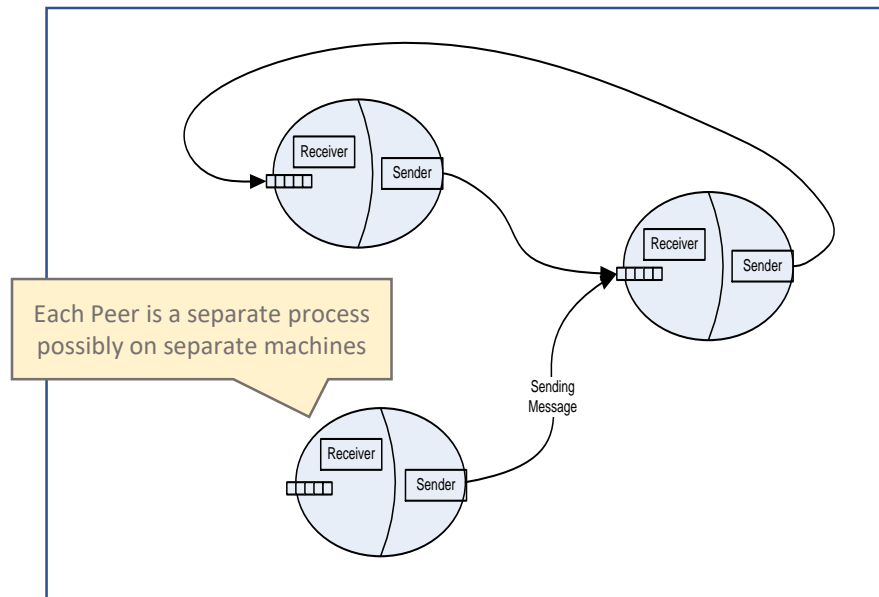 Receiver
Sender
Receiver
Sender
Each Peer is a separate process
possibly on separate machines
Sending
Message
Receiver
Sender